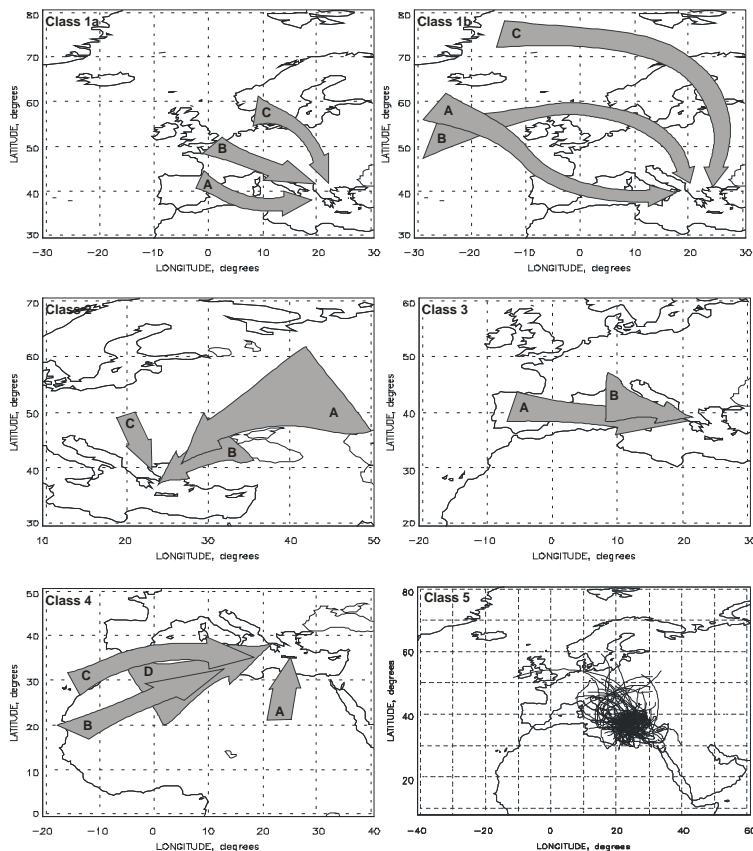 Class 1a
80
70
60
50
40
30
A
B
C
−30 −20 −10 0 10 20 30
LONGITUDE, degrees
LATITUDE, degrees
Class 1b
80
70
60
50
40
30
C
A
B
−30 −20 −10 0 10 20 30
LONGITUDE, degrees
LATITUDE, degrees
Class 2
70
60
50
40
30
A
C
B
10 20 30 40 50
LONGITUDE, degrees
LATITUDE, degrees
Class 3
60
50
40
30
20
B
A
−20 −10 0 10 20 30
LONGITUDE, degrees
LATITUDE, degrees
Class 4
50
40
30
20
10
0
C
D
B
A
−20 −10 0 10 20 30 40
LONGITUDE, degrees
LATITUDE, degrees
Class 5
80
60
40
20
−40 −20 0 20 40 60
LONGITUDE, degrees
LATITUDE, degrees